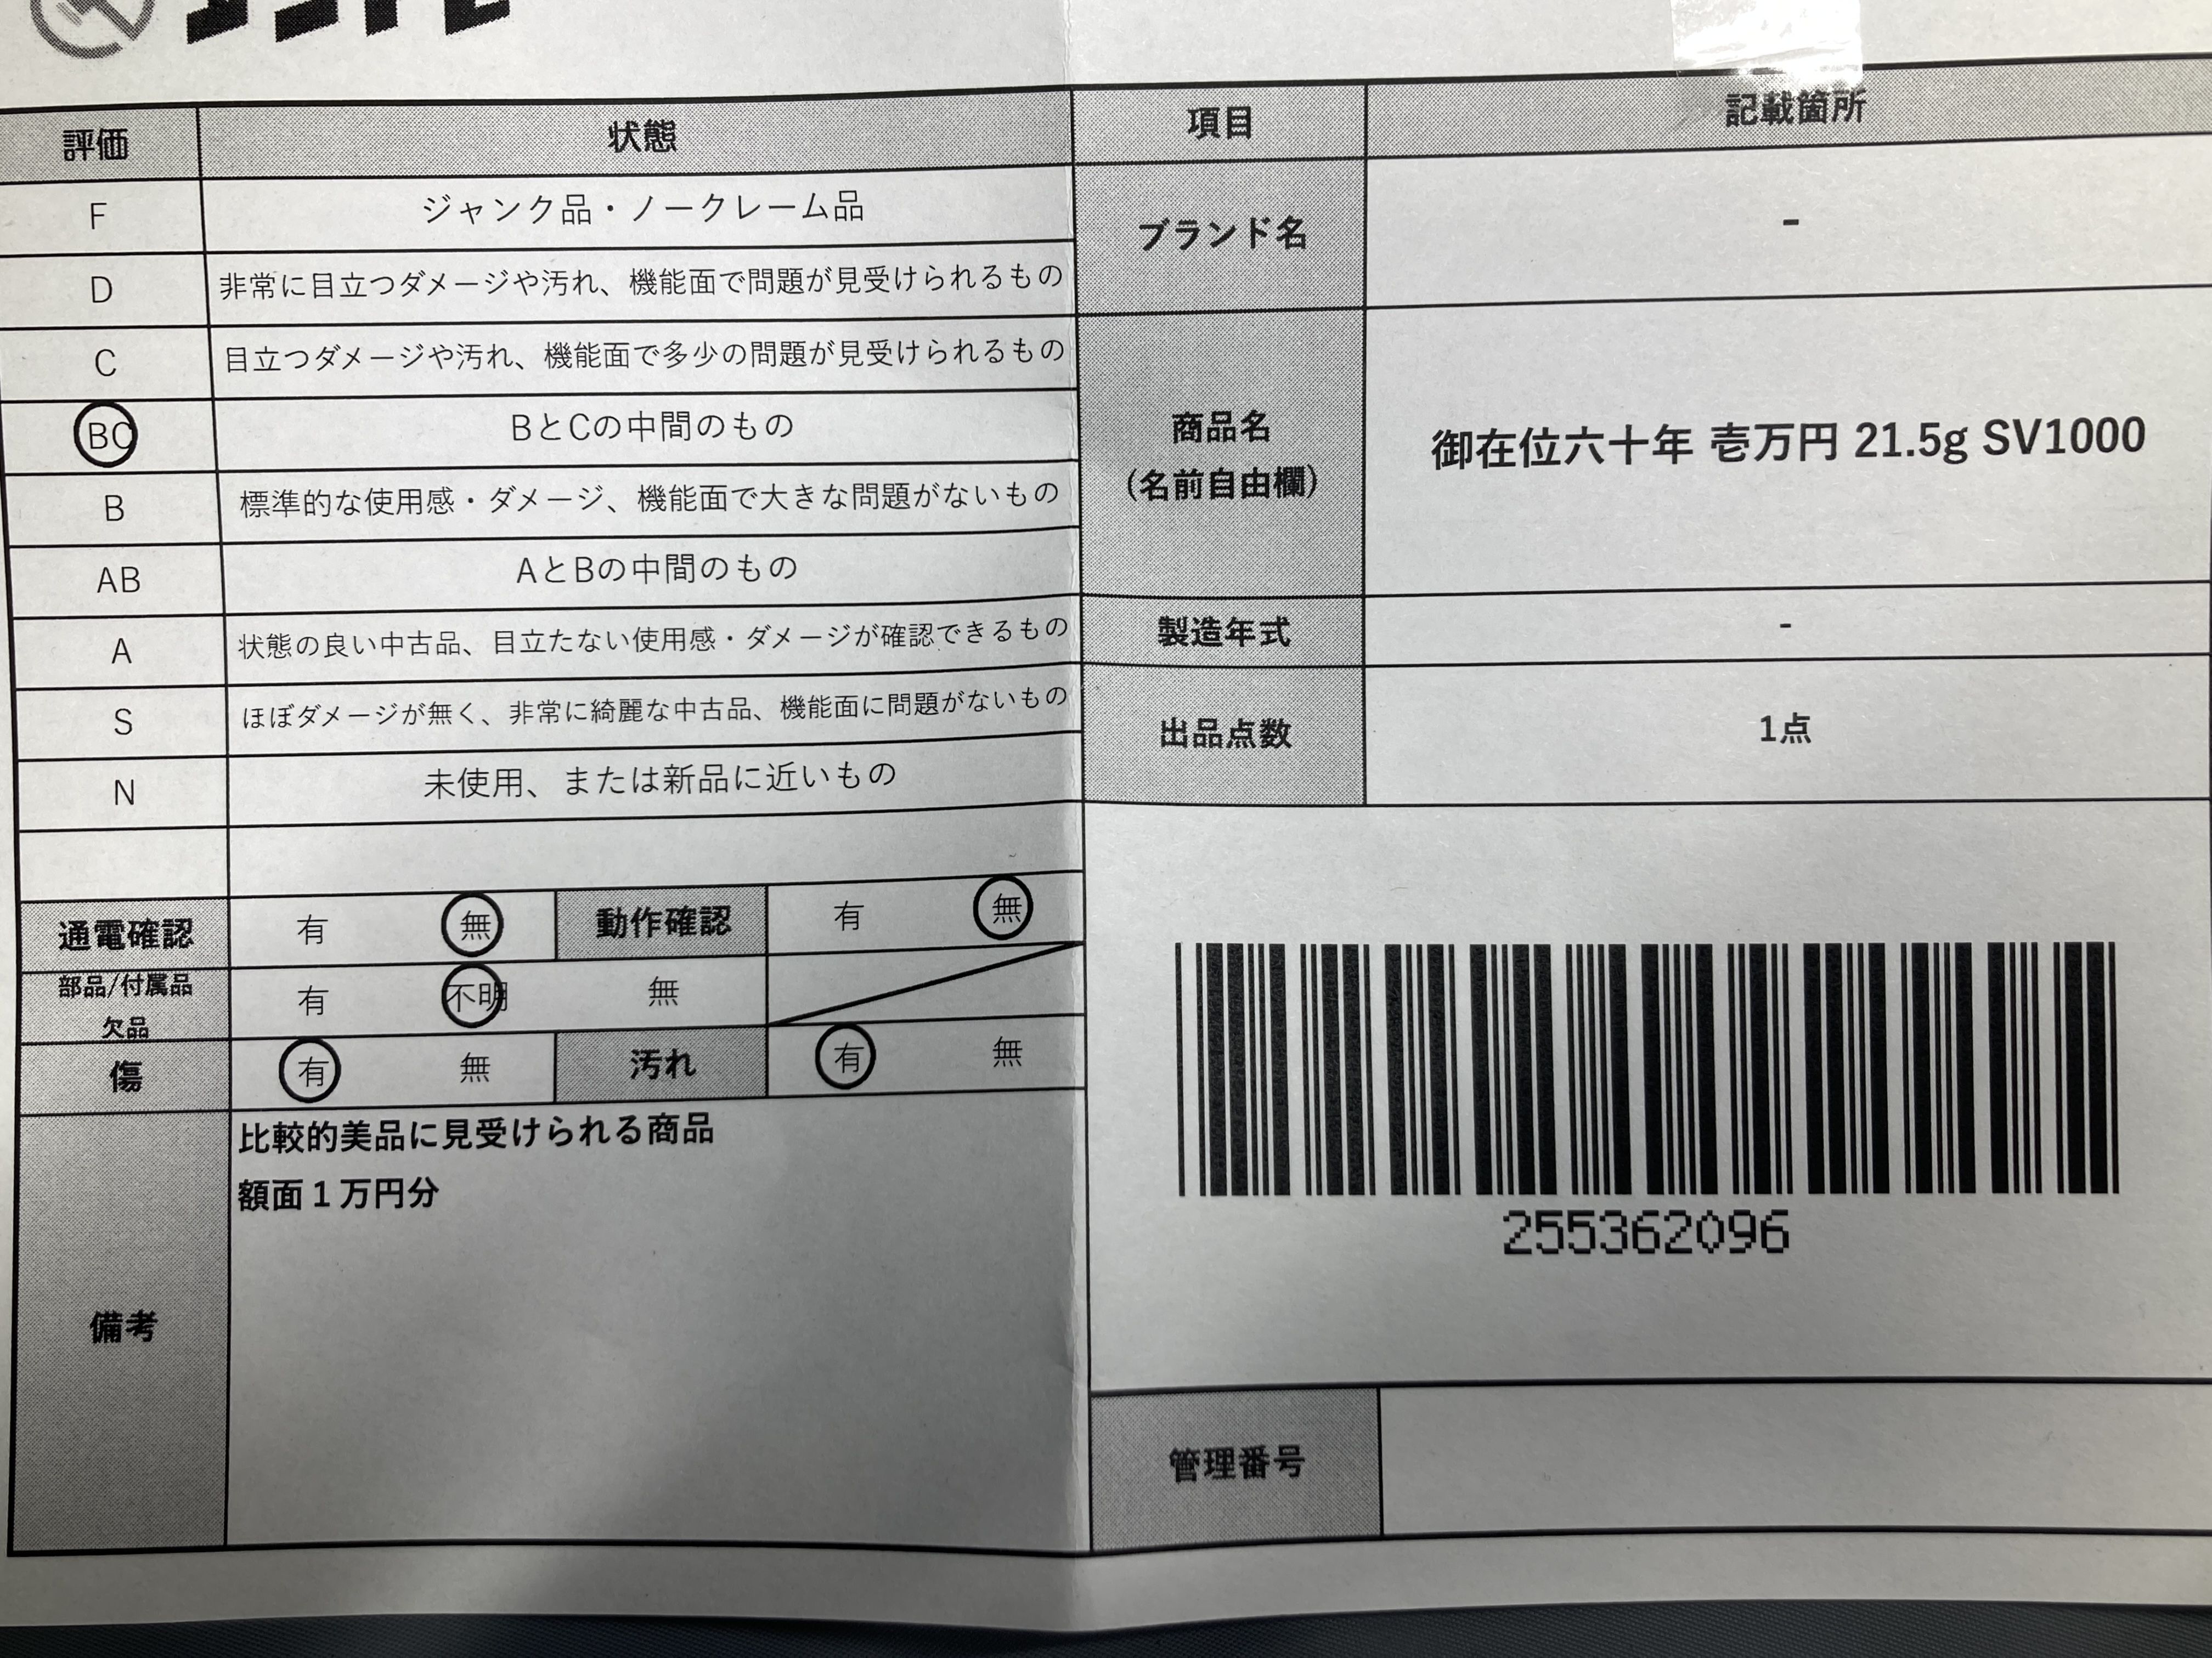 評価 状態 項目 記載箇所
F ジャンク品・ノークレーム品
D 非常に目立つダメージや汚れ、機能面で問題が見受けられるもの
ブランド名 -
C 目立つダメージや汚れ、機能面で多少の問題が見受けられるもの
BC BとCの中間のもの
商品名
(名前自由欄)
御在位六十年 壱万円 21.5g SV1000
B 標準的な使用感・ダメージ、機能面で大きな問題がないもの
AB AとBの中間のもの
A 状態の良い中古品、目立たない使用感・ダメージが確認できるもの
製造年式 -
S ほぼダメージが無く、非常に綺麗な中古品、機能面に問題がないもの
出品点数 1点
N 未使用、または新品に近いもの
通電確認 有 無 動作確認 有 無
部品/付属品
欠品
有 不明 無
傷 有 無 汚れ 有 無
備考
比較的美品に見受けられる商品
額面1万円分
255362096
管理番号